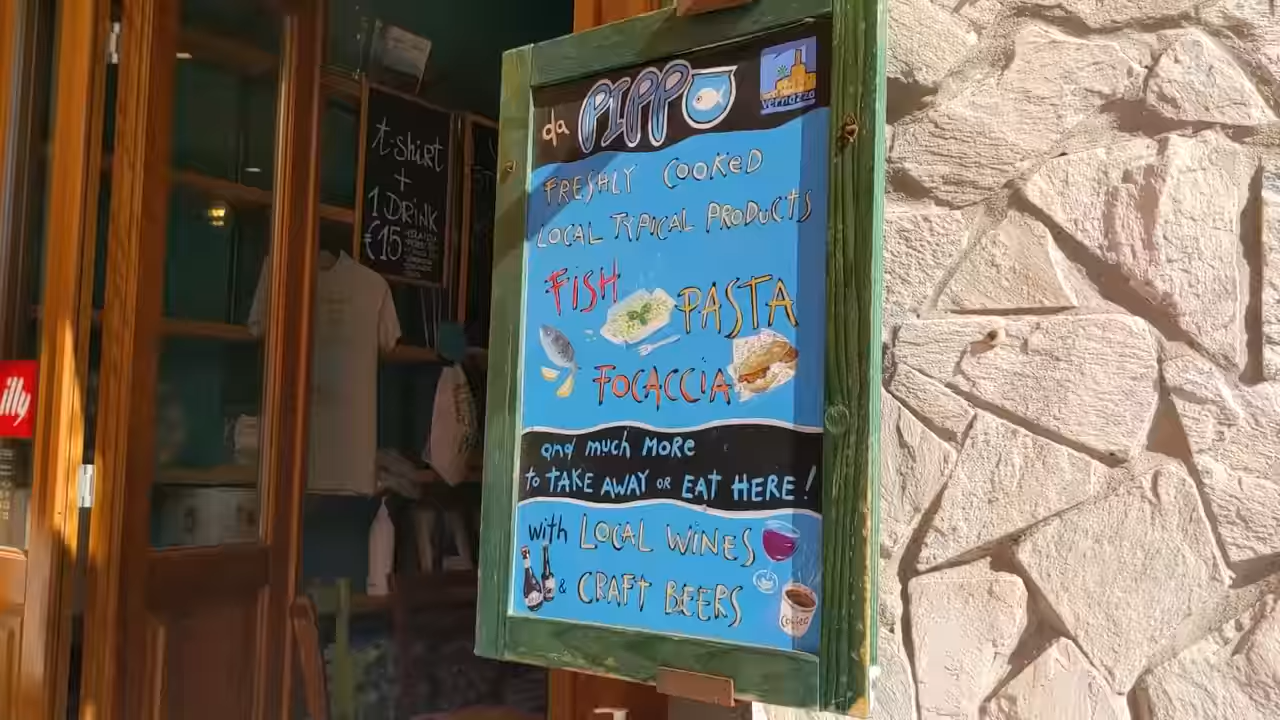 da PIPPO
vernazza
FRESHLY COOKED
LOCAL TYPICAL PRODUCTS
FISH
PASTA
FOCACCIA
and much MORE
to TAKE AWAY OR EAT HERE!
with LOCAL WINES
& CRAFT BEERS
Coffee
t-shirt
+
1 DRINK
€15
illy